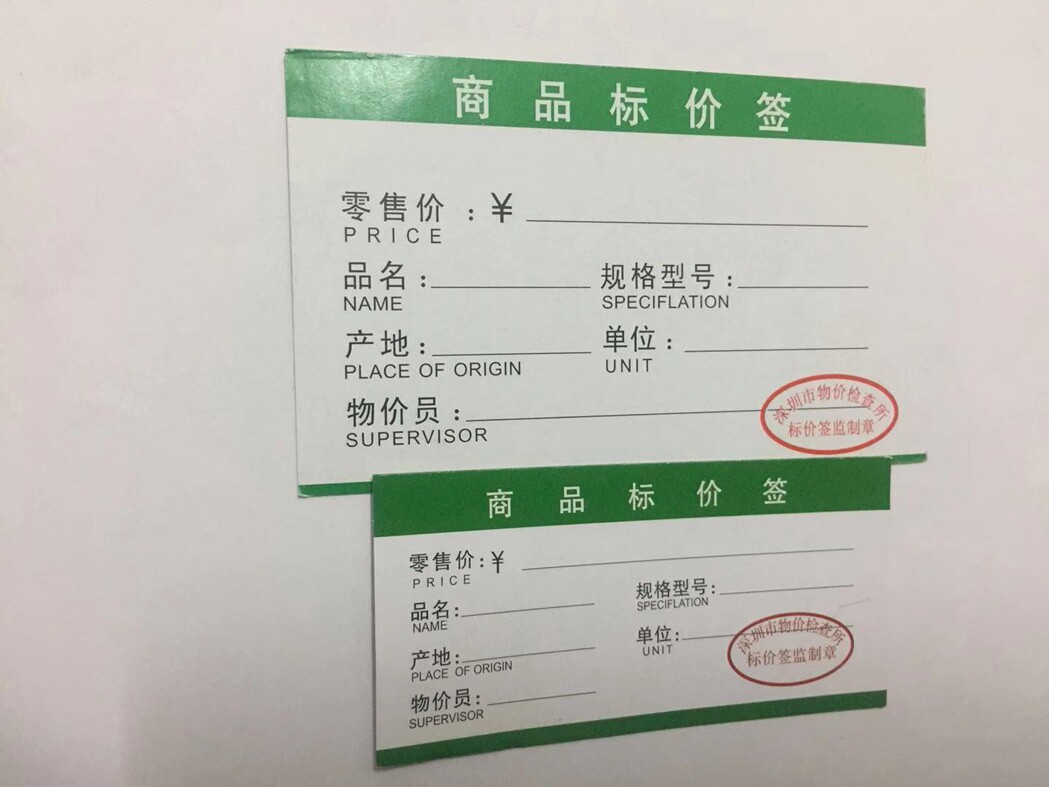 商品标价签
零售价：¥
PRICE
品名： 规格型号：
NAME SPECIFLATION
产地： 单位：
PLACE OF ORIGIN UNIT
物价员：
SUPERVISOR
深圳市物价检查所
标价签监制章
商品标价签
零售价：¥
PRICE
规格型号：
品名： SPECIFLATION
NAME
单位：
产地： UNIT
PLACE OF ORIGIN
深圳市物价检查所
标价签监制章
物价员：
SUPERVISOR